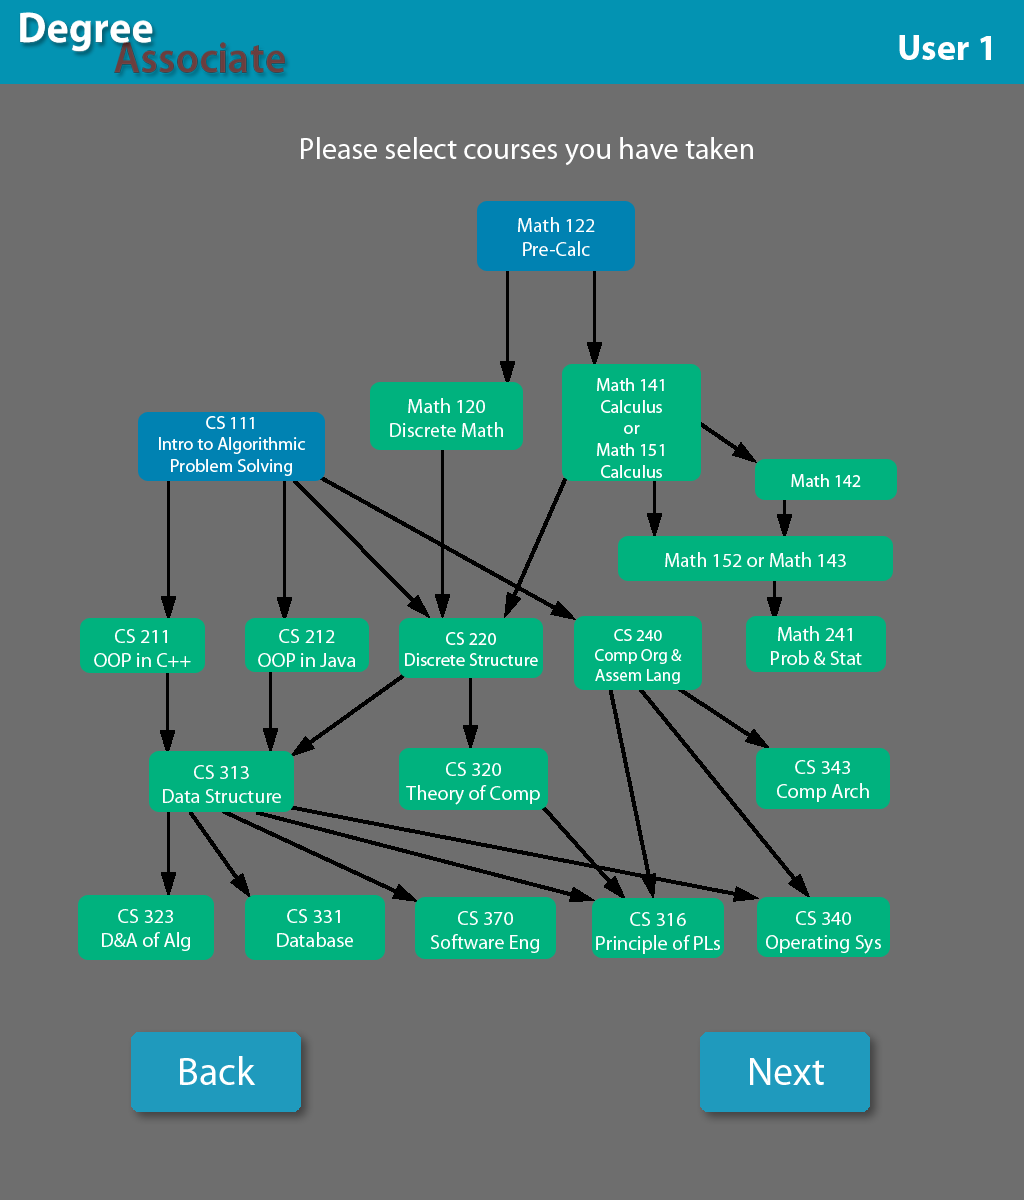 Degree
Associate
User 1
Please select courses you have taken
Math 122
Pre-Calc
Math 120
Discrete Math
Math 141
Calculus
or
Math 151
Calculus
CS 111
Intro to Algorithmic
Problem Solving
Math 142
Math 152 or Math 143
CS 211
OOP in C++
CS 212
OOP in Java
CS 220
Discrete Structure
CS 240
Comp Org &
Assem Lang
Math 241
Prob & Stat
CS 313
Data Structure
CS 320
Theory of Comp
CS 343
Comp Arch
CS 323
D&A of Alg
CS 331
Database
CS 370
Software Eng
CS 316
Principle of PLs
CS 340
Operating Sys
Back
Next